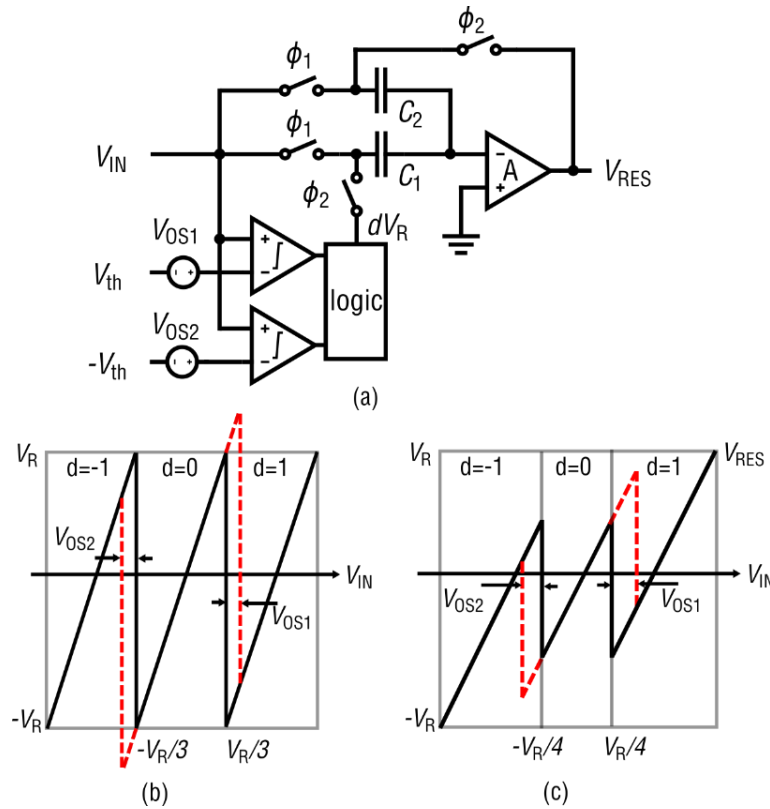 ϕ2
ϕ1
C2
ϕ1
VIN
C1
−
A
+
VRES
ϕ2
VOS1
dVR
+
−
Vth
- +
logic
VOS2
+
−
-Vth
- +
(a)
VR d=-1 d=0 d=1
VOS2
VIN
VOS1
-VR
-VR/3 VR/3
(b)
VR d=-1 d=0 d=1 VRES
VIN
VOS2 VOS1
-VR
-VR/4 VR/4
(c)